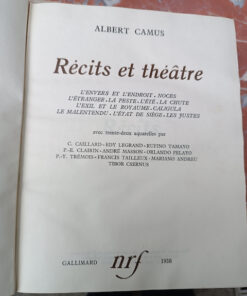 ALBERT CAMUS
Récits et théâtre
L'ENVERS ET L'ENDROIT . NOCES
L'ÉTRANGER . LA PESTE . L'ÉTÉ . LA CHUTE
L'EXIL ET LE ROYAUME . CALIGULA
LE MALENTENDU . L'ÉTAT DE SIÈGE . LES JUSTES
avec trente-deux aquarelles par
C. CAILLARD - EDY LEGRAND - RUFINO TAMAYO
P.-E. CLAIRIN - ANDRÉ MASSON - ORLANDO PELAYO
P.-Y. TRÉMOIS - FRANCIS TAILLEUX - MARIANO ANDREU
TIBOR CSERNUS
GALLIMARD nrf 1958